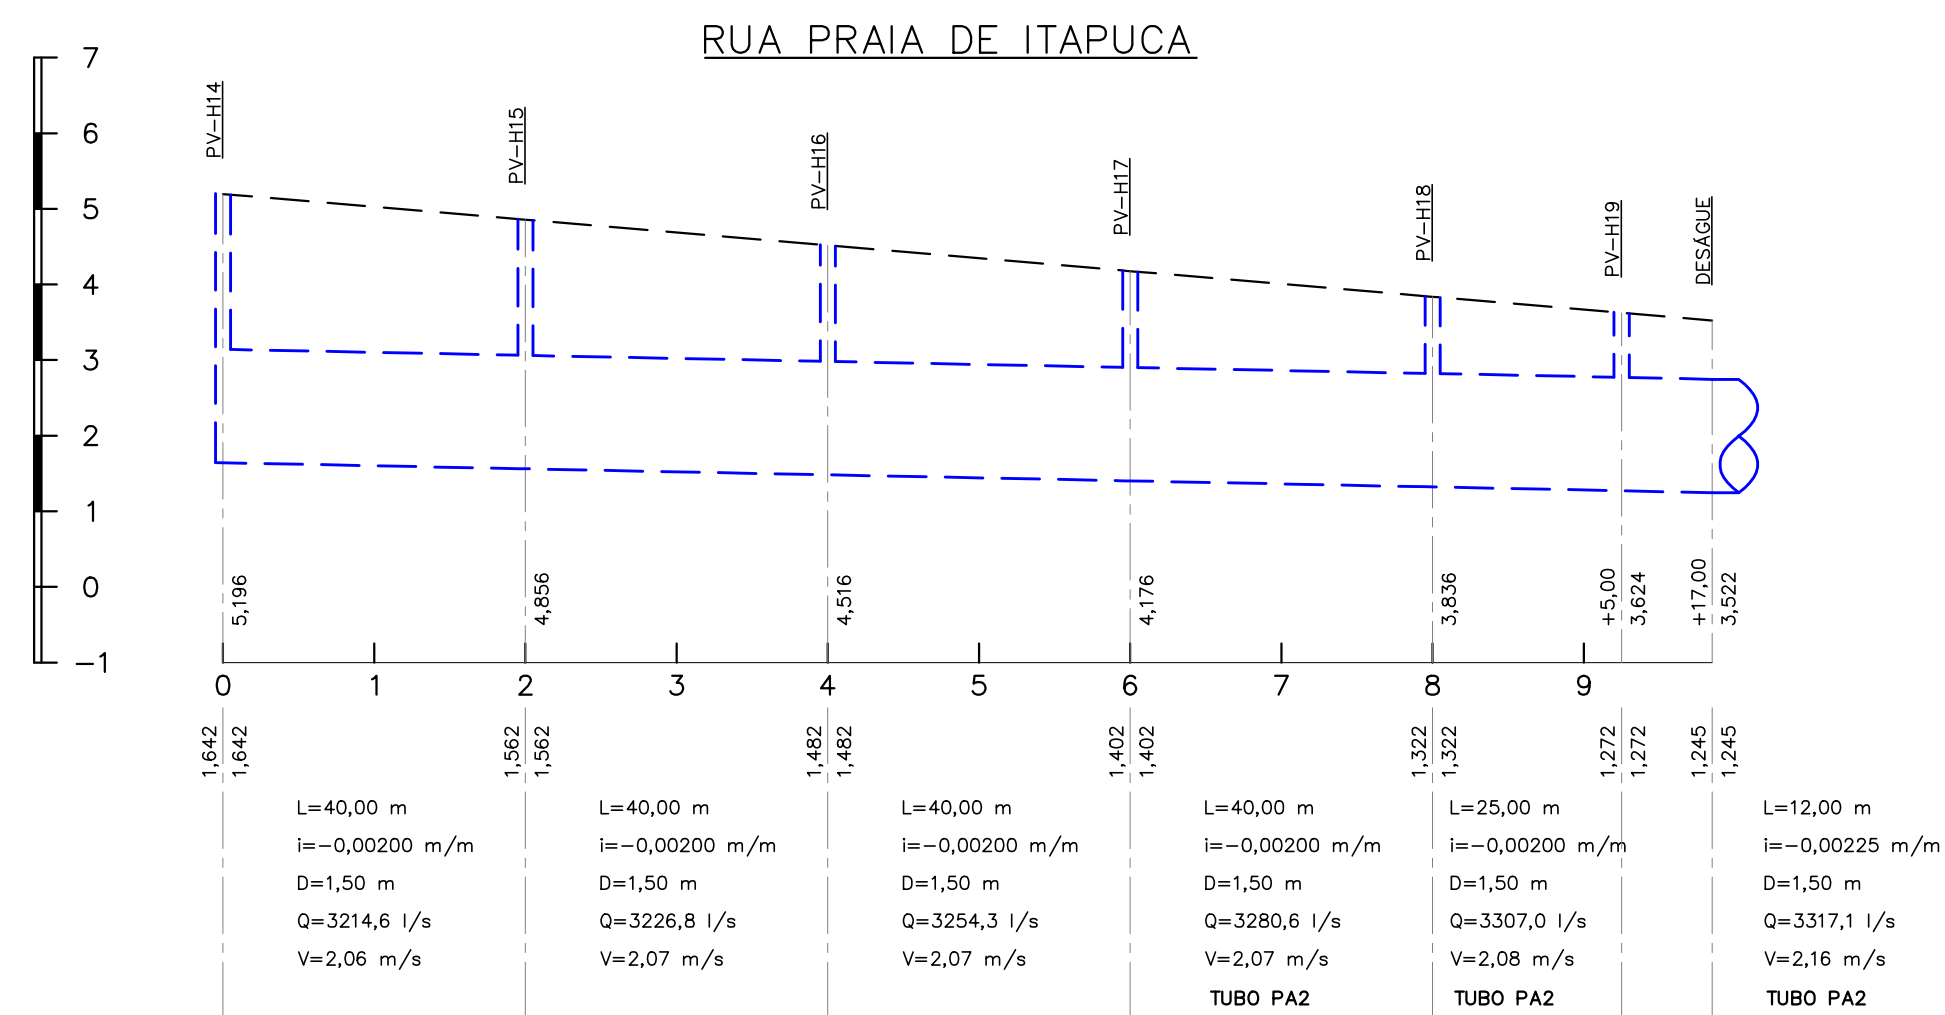 RUA PRAIA DE ITAPUCA
7
6
5
4
3
2
1
0
-1
PV-H14
PV-H15
PV-H16
PV-H17
PV-H18
PV-H19
DESÁGUE
5,196
4,856
4,516
4,176
3,836
+5,00
3,624
+17,00
3,522
0 1 2 3 4 5 6 7 8 9
1,642
1,642
1,562
1,562
1,482
1,482
1,402
1,402
1,322
1,322
1,272
1,272
1,245
1,245
L=40,00 m
i=-0,00200 m/m
D=1,50 m
Q=3214,6 l/s
V=2,06 m/s
L=40,00 m
i=-0,00200 m/m
D=1,50 m
Q=3226,8 l/s
V=2,07 m/s
L=40,00 m
i=-0,00200 m/m
D=1,50 m
Q=3254,3 l/s
V=2,07 m/s
L=40,00 m
i=-0,00200 m/m
D=1,50 m
Q=3280,6 l/s
V=2,07 m/s
TUBO PA2
L=25,00 m
i=-0,00200 m/m
D=1,50 m
Q=3307,0 l/s
V=2,08 m/s
TUBO PA2
L=12,00 m
i=-0,00225 m/m
D=1,50 m
Q=3317,1 l/s
V=2,16 m/s
TUBO PA2